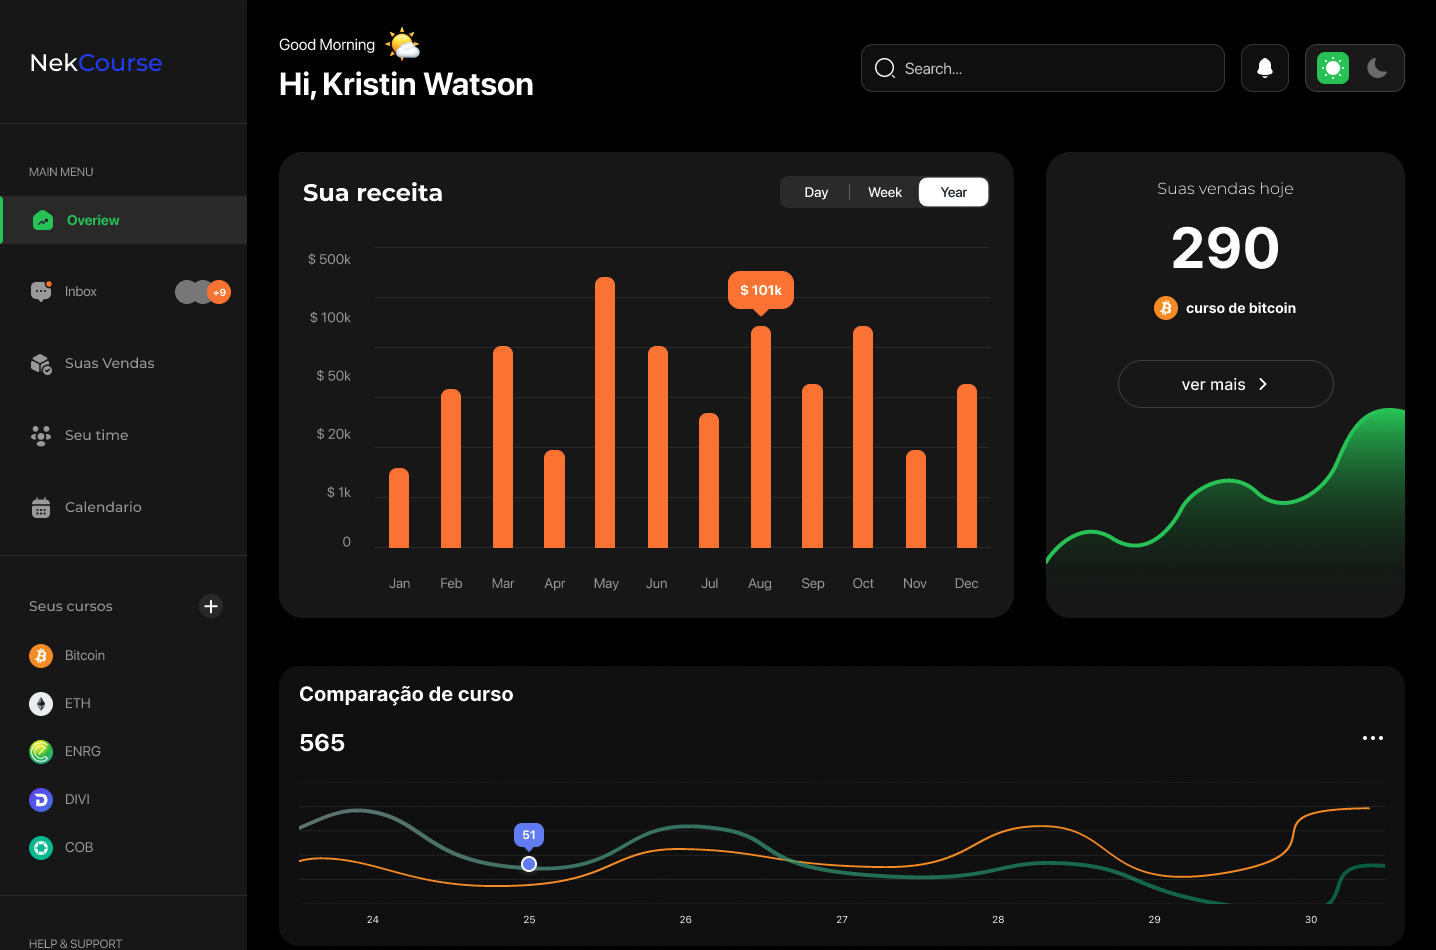 NekCourse
MAIN MENU
Overiew
Inbox
+9
Suas Vendas
Seu time
Calendario
Seus cursos
Bitcoin
ETH
ENRG
DIVI
COB
HELP & SUPPORT
Good Morning
Hi, Kristin Watson
Search...
Sua receita
Day Week Year
$ 500k
$ 100k
$ 50k
$ 20k
$ 1k
0
$ 101k
Jan Feb Mar Apr May Jun Jul Aug Sep Oct Nov Dec
Suas vendas hoje
290
curso de bitcoin
ver mais
Comparação de curso
565
51
24 25 26 27 28 29 30